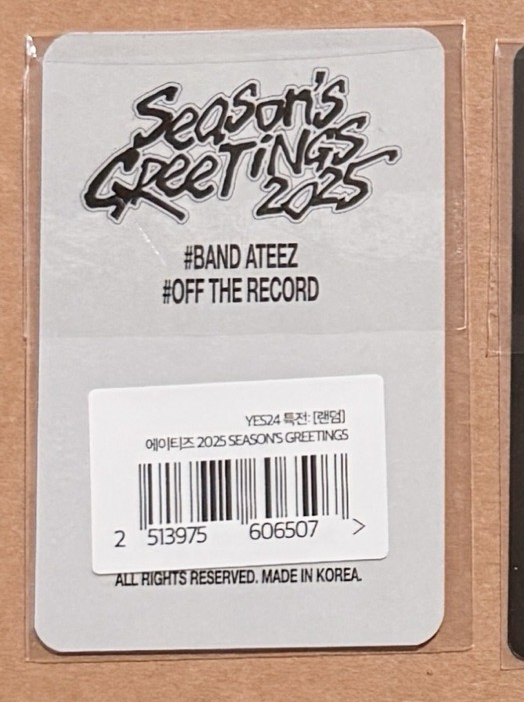 Season's
GREETiNGS
2025
#BAND ATEEZ
#OFF THE RECORD
YES24 특전: [랜덤]
에이티즈 2025 SEASON'S GREETINGS
2 513975 606507 >
ALL RIGHTS RESERVED. MADE IN KOREA.